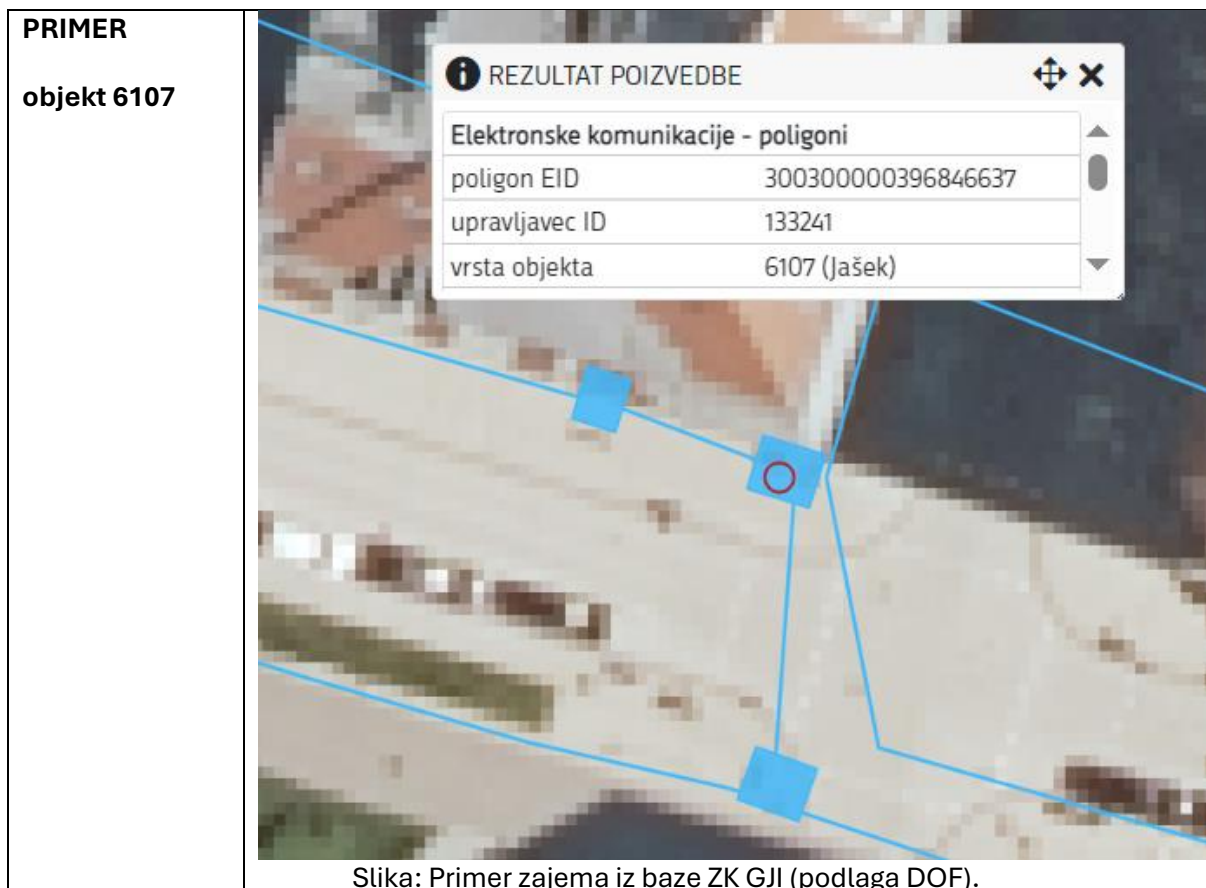 PRIMER
objekt 6107
REZULTAT POIZVEDBE
Elektronske komunikacije - poligoni
poligon EID 300300000396846637
upravljavec ID 133241
vrsta objekta 6107 (Jašek)
Slika: Primer zajema iz baze ZK GJI (podlaga DOF).